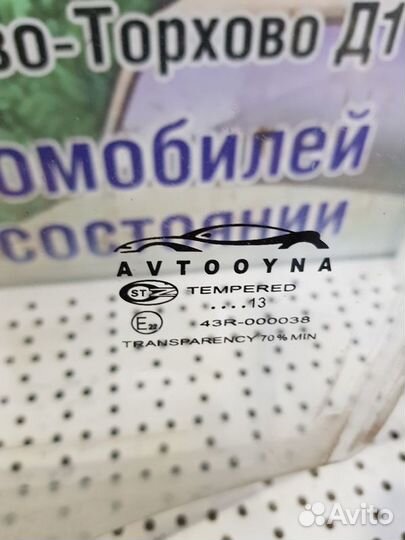 во-Торхово Д1
омобилей
состоянии
AVTOOYNA
ST TEMPERED
....13
E22 43R-000038
TRANSPARENCY 70% MIN
Avito